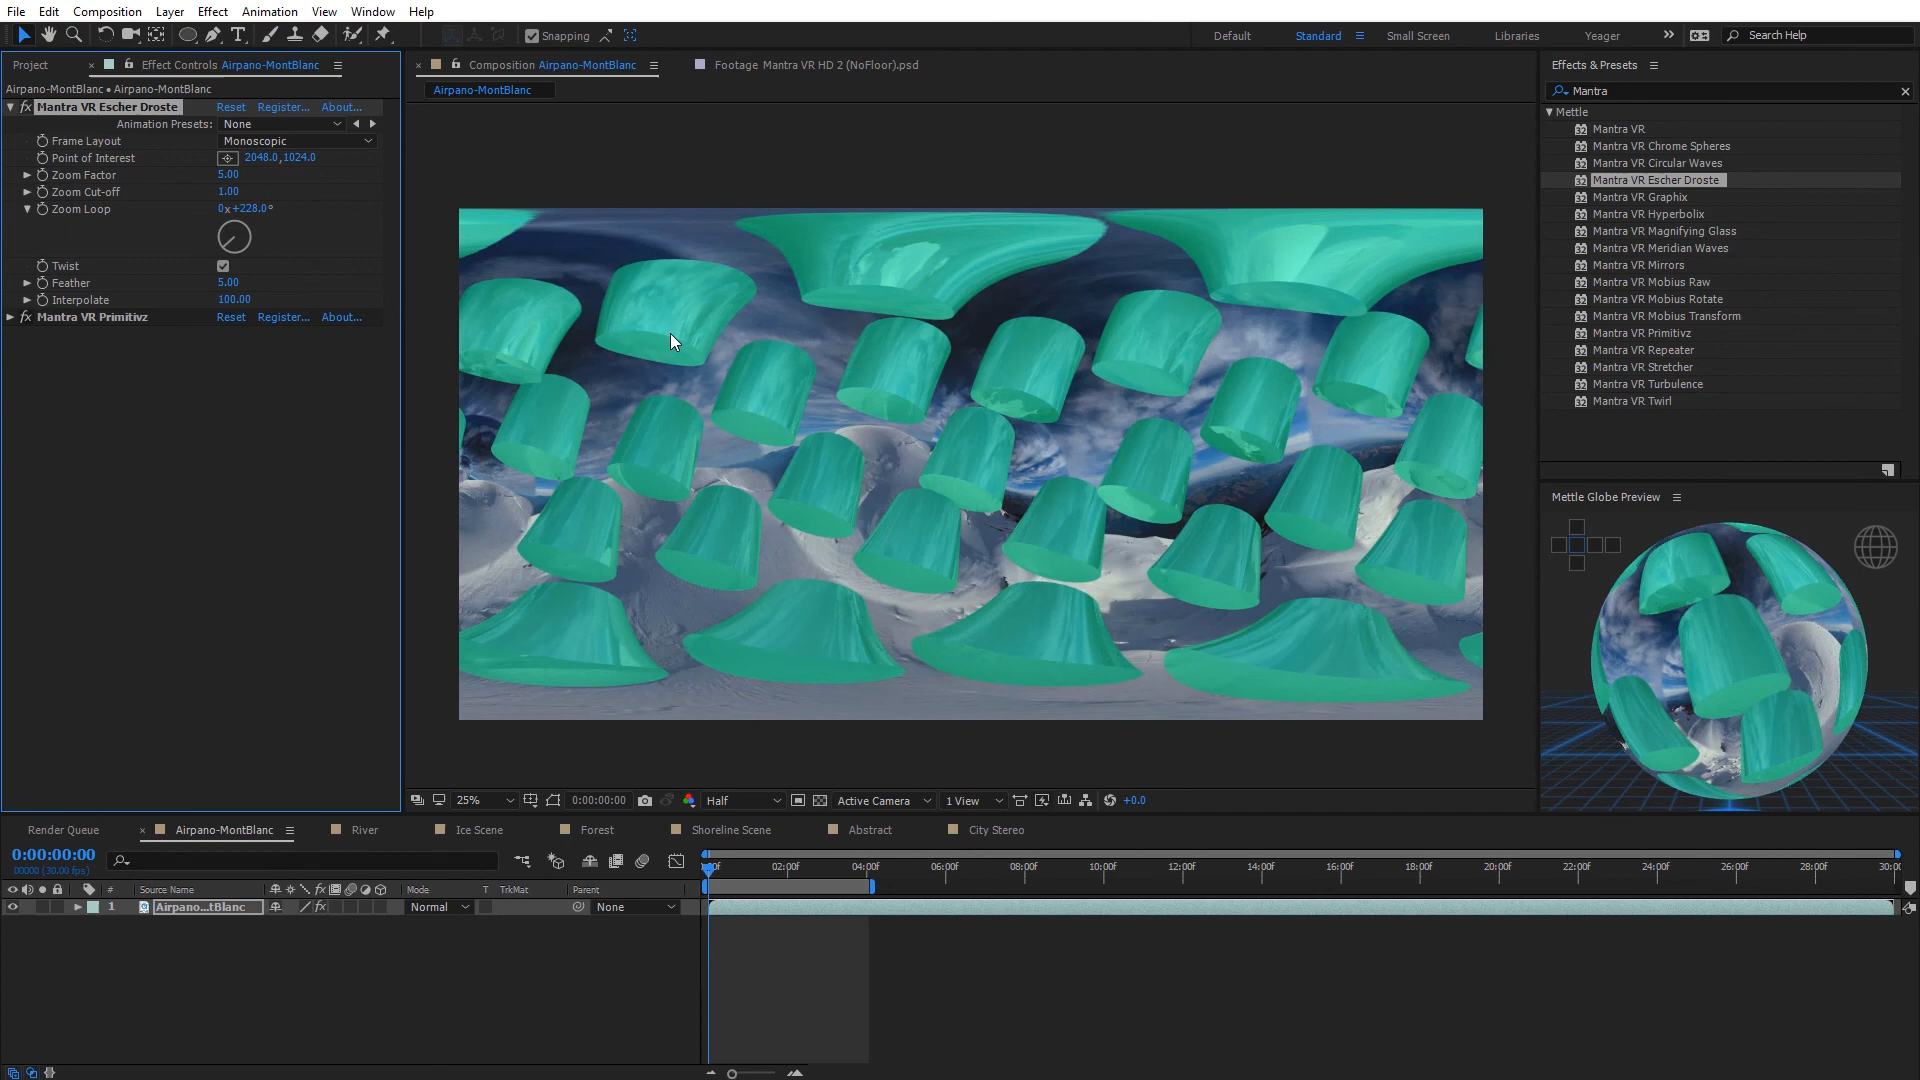 File Edit Composition Layer Effect Animation View Window Help
Snapping
Default Standard Small Screen Libraries Yeager
Search Help
Project Effect Controls Airpano-MontBlanc
Composition Airpano-MontBlanc
Footage Mantra VR HD 2 (NoFloor).psd
Effects & Presets
Airpano-MontBlanc • Airpano-MontBlanc
Airpano-MontBlanc
Mantra
fx Mantra VR Escher Droste Reset Register... About...
Animation Presets: None
Frame Layout Monoscopic
Point of Interest 2048.0,1024.0
Zoom Factor 5.00
Zoom Cut-off 1.00
Zoom Loop 0x+228.0°
Twist
Feather 5.00
Interpolate 100.00
fx Mantra VR Primitivz Reset Register... About...
Mettle
Mantra VR
Mantra VR Chrome Spheres
Mantra VR Circular Waves
Mantra VR Escher Droste
Mantra VR Graphix
Mantra VR Hyperbolix
Mantra VR Magnifying Glass
Mantra VR Meridian Waves
Mantra VR Mirrors
Mantra VR Mobius Raw
Mantra VR Mobius Rotate
Mantra VR Mobius Transform
Mantra VR Primitivz
Mantra VR Repeater
Mantra VR Stretcher
Mantra VR Turbulence
Mantra VR Twirl
Mettle Globe Preview
25% 0:00:00:00 Half Active Camera 1 View +0.0
Render Queue Airpano-MontBlanc River Ice Scene Forest Shoreline Scene Abstract City Stereo
0:00:00:00
00000 (30.00 fps)
02:00f 04:00f 06:00f 08:00f 10:00f 12:00f 14:00f 16:00f 18:00f 20:00f 22:00f 24:00f 26:00f 28:00f
# Source Name fx Mode T TrkMat Parent
1 Airpano...tBlanc fx Normal None